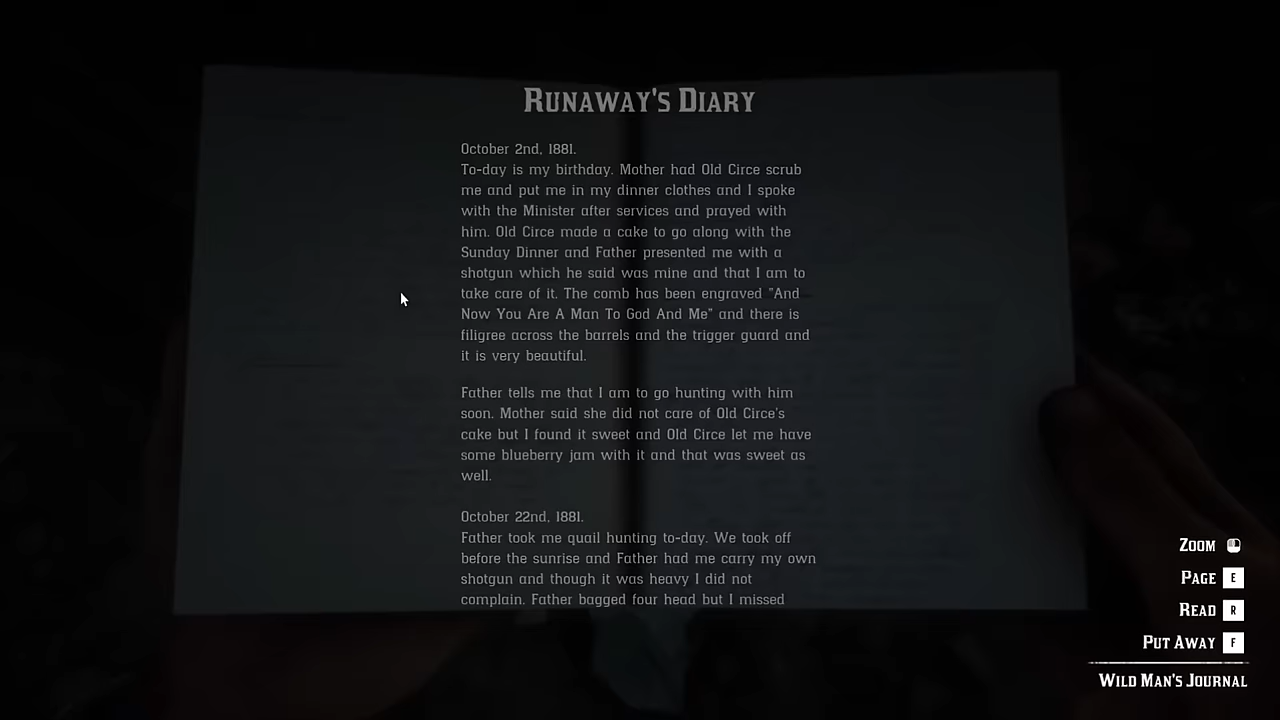 RUNAWAY'S DIARY
October 2nd, 1881.
To-day is my birthday. Mother had Old Circe scrub
me and put me in my dinner clothes and I spoke
with the Minister after services and prayed with
him. Old Circe made a cake to go along with the
Sunday Dinner and Father presented me with a
shotgun which he said was mine and that I am to
take care of it. The comb has been engraved "And
Now You Are A Man To God And Me" and there is
filigree across the barrels and the trigger guard and
it is very beautiful.
Father tells me that I am to go hunting with him
soon. Mother said she did not care of Old Circe's
cake but I found it sweet and Old Circe let me have
some blueberry jam with it and that was sweet as
well.
October 22nd, 1881.
Father took me quail hunting to-day. We took off
before the sunrise and Father had me carry my own
shotgun and though it was heavy I did not
complain. Father bagged four head but I missed
ZOOM
PAGE E
READ R
PUT AWAY F
WILD MAN'S JOURNAL